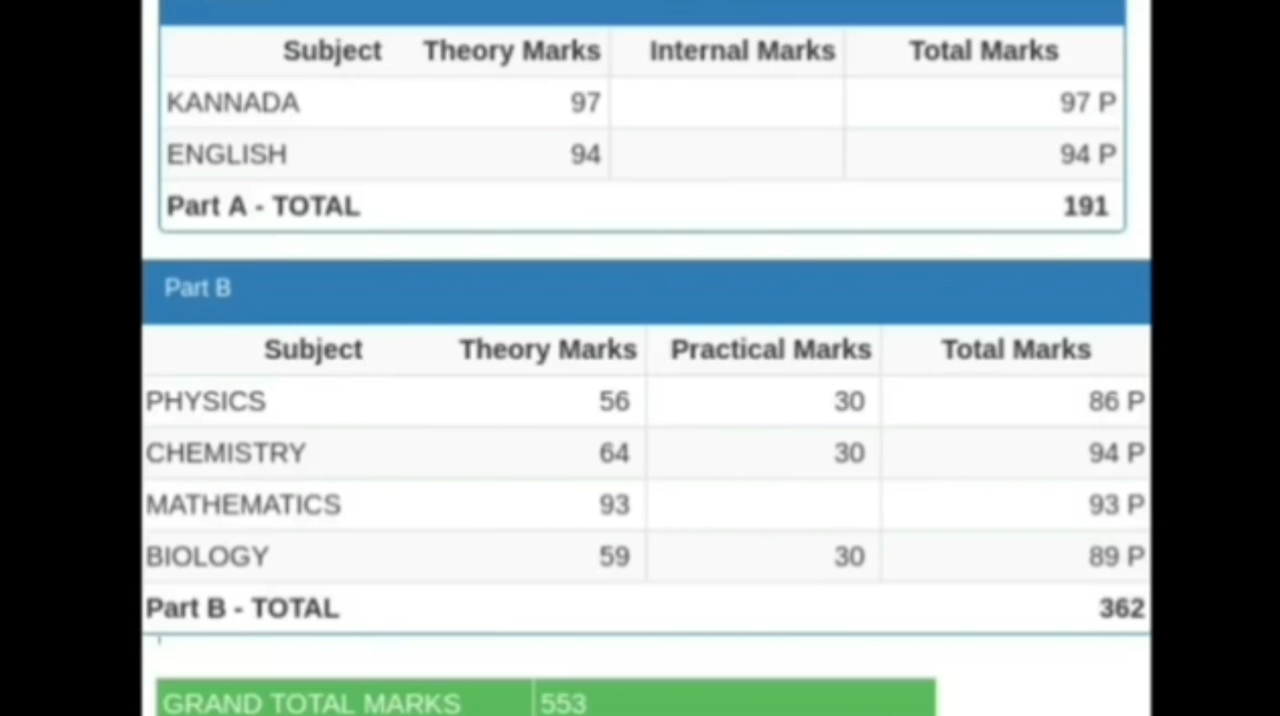 Subject Theory Marks Internal Marks Total Marks
KANNADA 97 97 P
ENGLISH 94 94 P
Part A - TOTAL 191
Part B
Subject Theory Marks Practical Marks Total Marks
PHYSICS 56 30 86 P
CHEMISTRY 64 30 94 P
MATHEMATICS 93 93 P
BIOLOGY 59 30 89 P
Part B - TOTAL 362
GRAND TOTAL MARKS 553